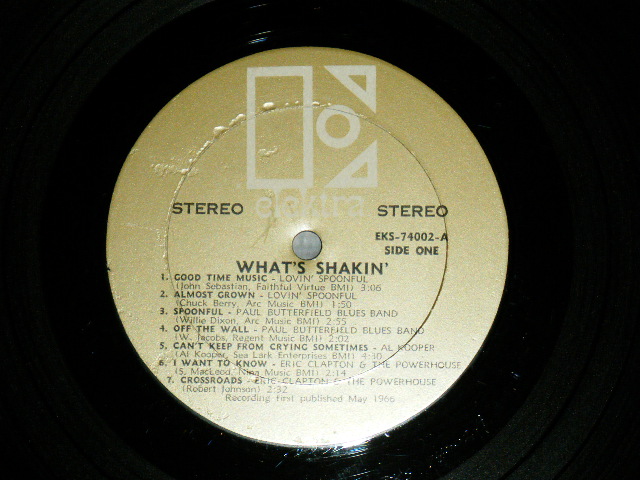 elektra
STEREO STEREO
EKS-74002-A
SIDE ONE
WHAT'S SHAKIN'
1. GOOD TIME MUSIC - LOVIN' SPOONFUL
(John Sebastian, Faithful Virtue BMI) 3:06
2. ALMOST GROWN - LOVIN' SPOONFUL
(Chuck Berry, Arc Music BMI) 1:50
3. SPOONFUL - PAUL BUTTERFIELD BLUES BAND
(Willie Dixon, Arc Music BMI) 2:55
4. OFF THE WALL - PAUL BUTTERFIELD BLUES BAND
(W. Jacobs, Regent Music BMI) 2:02
5. CAN'T KEEP FROM CRYING SOMETIMES - AL KOOPER
(Al Kooper, Sea Lark Enterprises BMI) 4:30
6. I WANT TO KNOW - ERIC CLAPTON & THE POWERHOUSE
(S. MacLeod, Nina Music BMI) 2:14
7. CROSSROADS - ERIC CLAPTON & THE POWERHOUSE
(Robert Johnson) 2:32
Recording first published May 1966